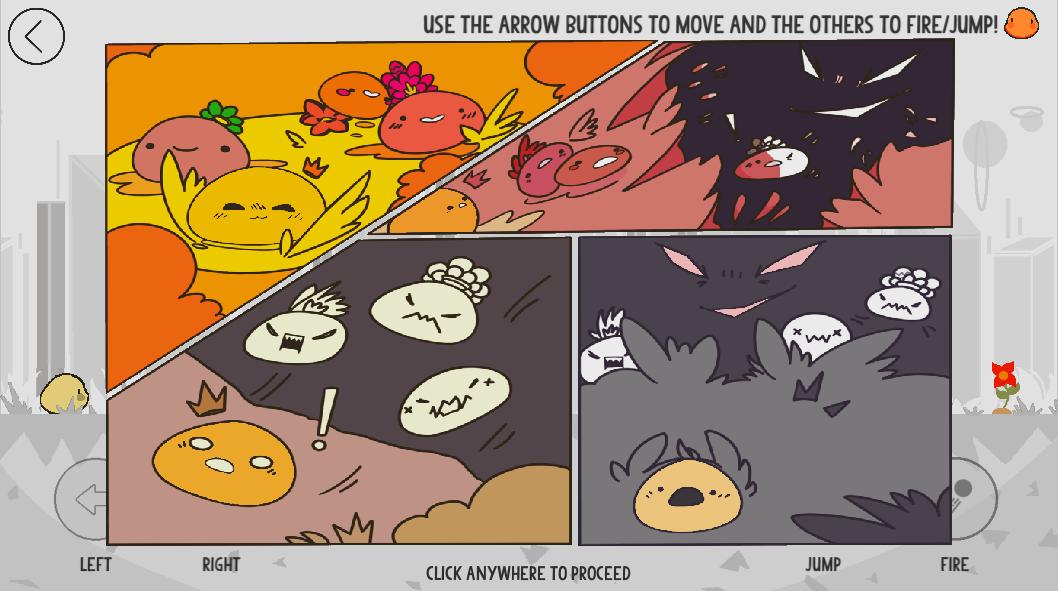 USE THE ARROW BUTTONS TO MOVE AND THE OTHERS TO FIRE/JUMP!
LEFT
RIGHT
CLICK ANYWHERE TO PROCEED
JUMP
FIRE